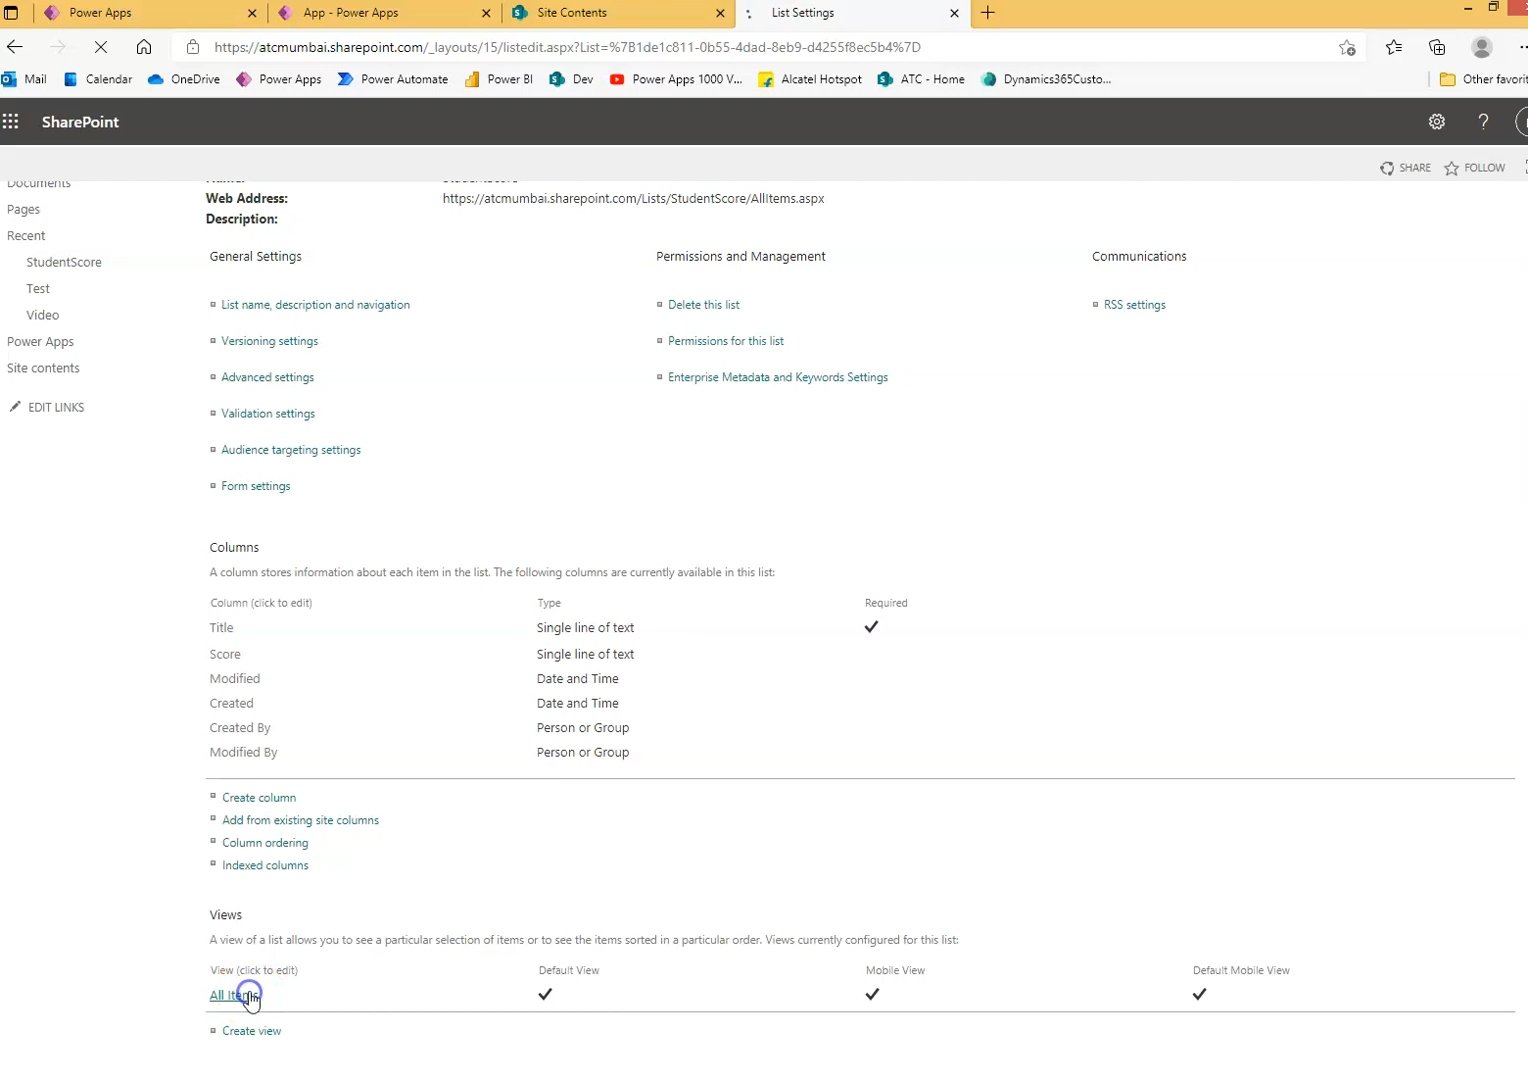 Power Apps
App - Power Apps
Site Contents
List Settings
https://atcmumbai.sharepoint.com/_layouts/15/listedit.aspx?List=%7B1de1c811-0b55-4dad-8eb9-d4255f8ec5b4%7D
Mail Calendar OneDrive Power Apps Power Automate Power BI Dev Power Apps 1000 V... Alcatel Hotspot ATC - Home Dynamics365Custo... Other favorit
SharePoint
SHARE FOLLOW
Documents
Pages
Recent
StudentScore
Test
Video
Power Apps
Site contents
EDIT LINKS
Web Address: https://atcmumbai.sharepoint.com/Lists/StudentScore/AllItems.aspx
Description:
General Settings Permissions and Management Communications
List name, description and navigation Delete this list RSS settings
Versioning settings Permissions for this list
Advanced settings Enterprise Metadata and Keywords Settings
Validation settings
Audience targeting settings
Form settings
Columns
A column stores information about each item in the list. The following columns are currently available in this list:
Column (click to edit) Type Required
Title Single line of text
Score Single line of text
Modified Date and Time
Created Date and Time
Created By Person or Group
Modified By Person or Group
Create column
Add from existing site columns
Column ordering
Indexed columns
Views
A view of a list allows you to see a particular selection of items or to see the items sorted in a particular order. Views currently configured for this list:
View (click to edit) Default View Mobile View Default Mobile View
All Items
Create view